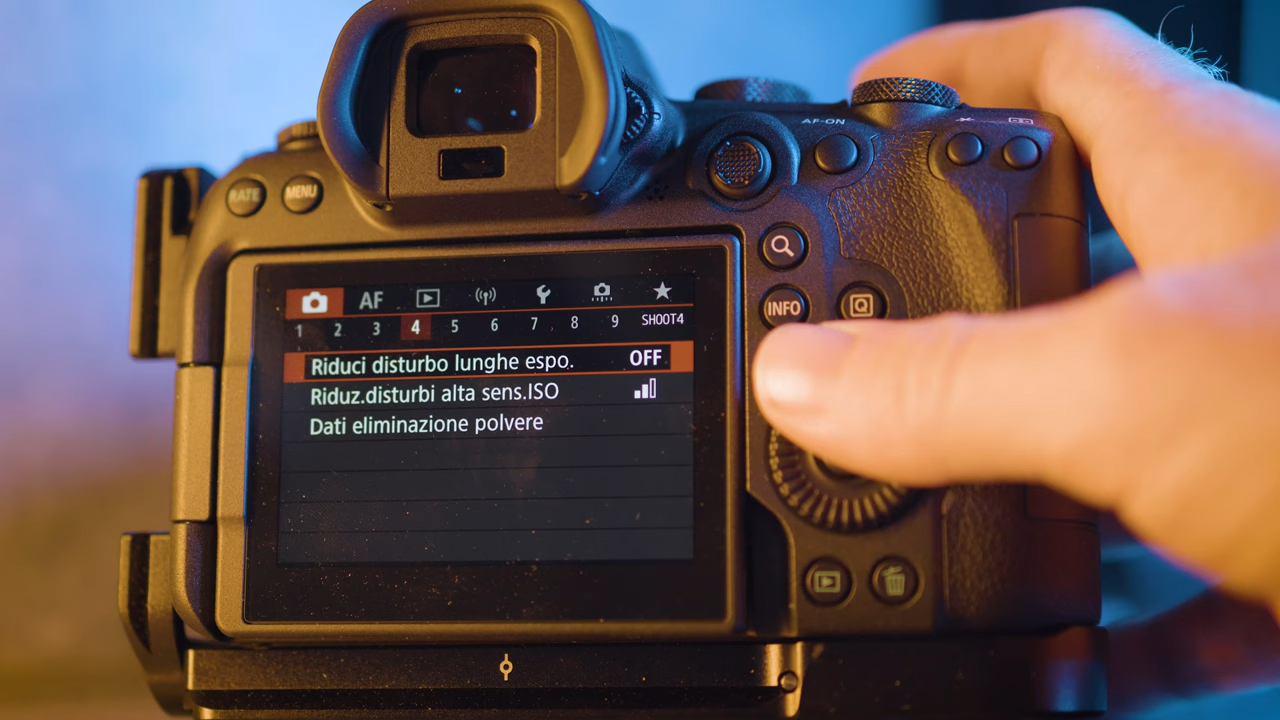 AF-ON
RATE
MENU
INFO
Q
AF
1 2 3 4 5 6 7 8 9 SHOOT4
Riduci disturbo lunghe espo. OFF
Riduz.disturbi alta sens.ISO
Dati eliminazione polvere